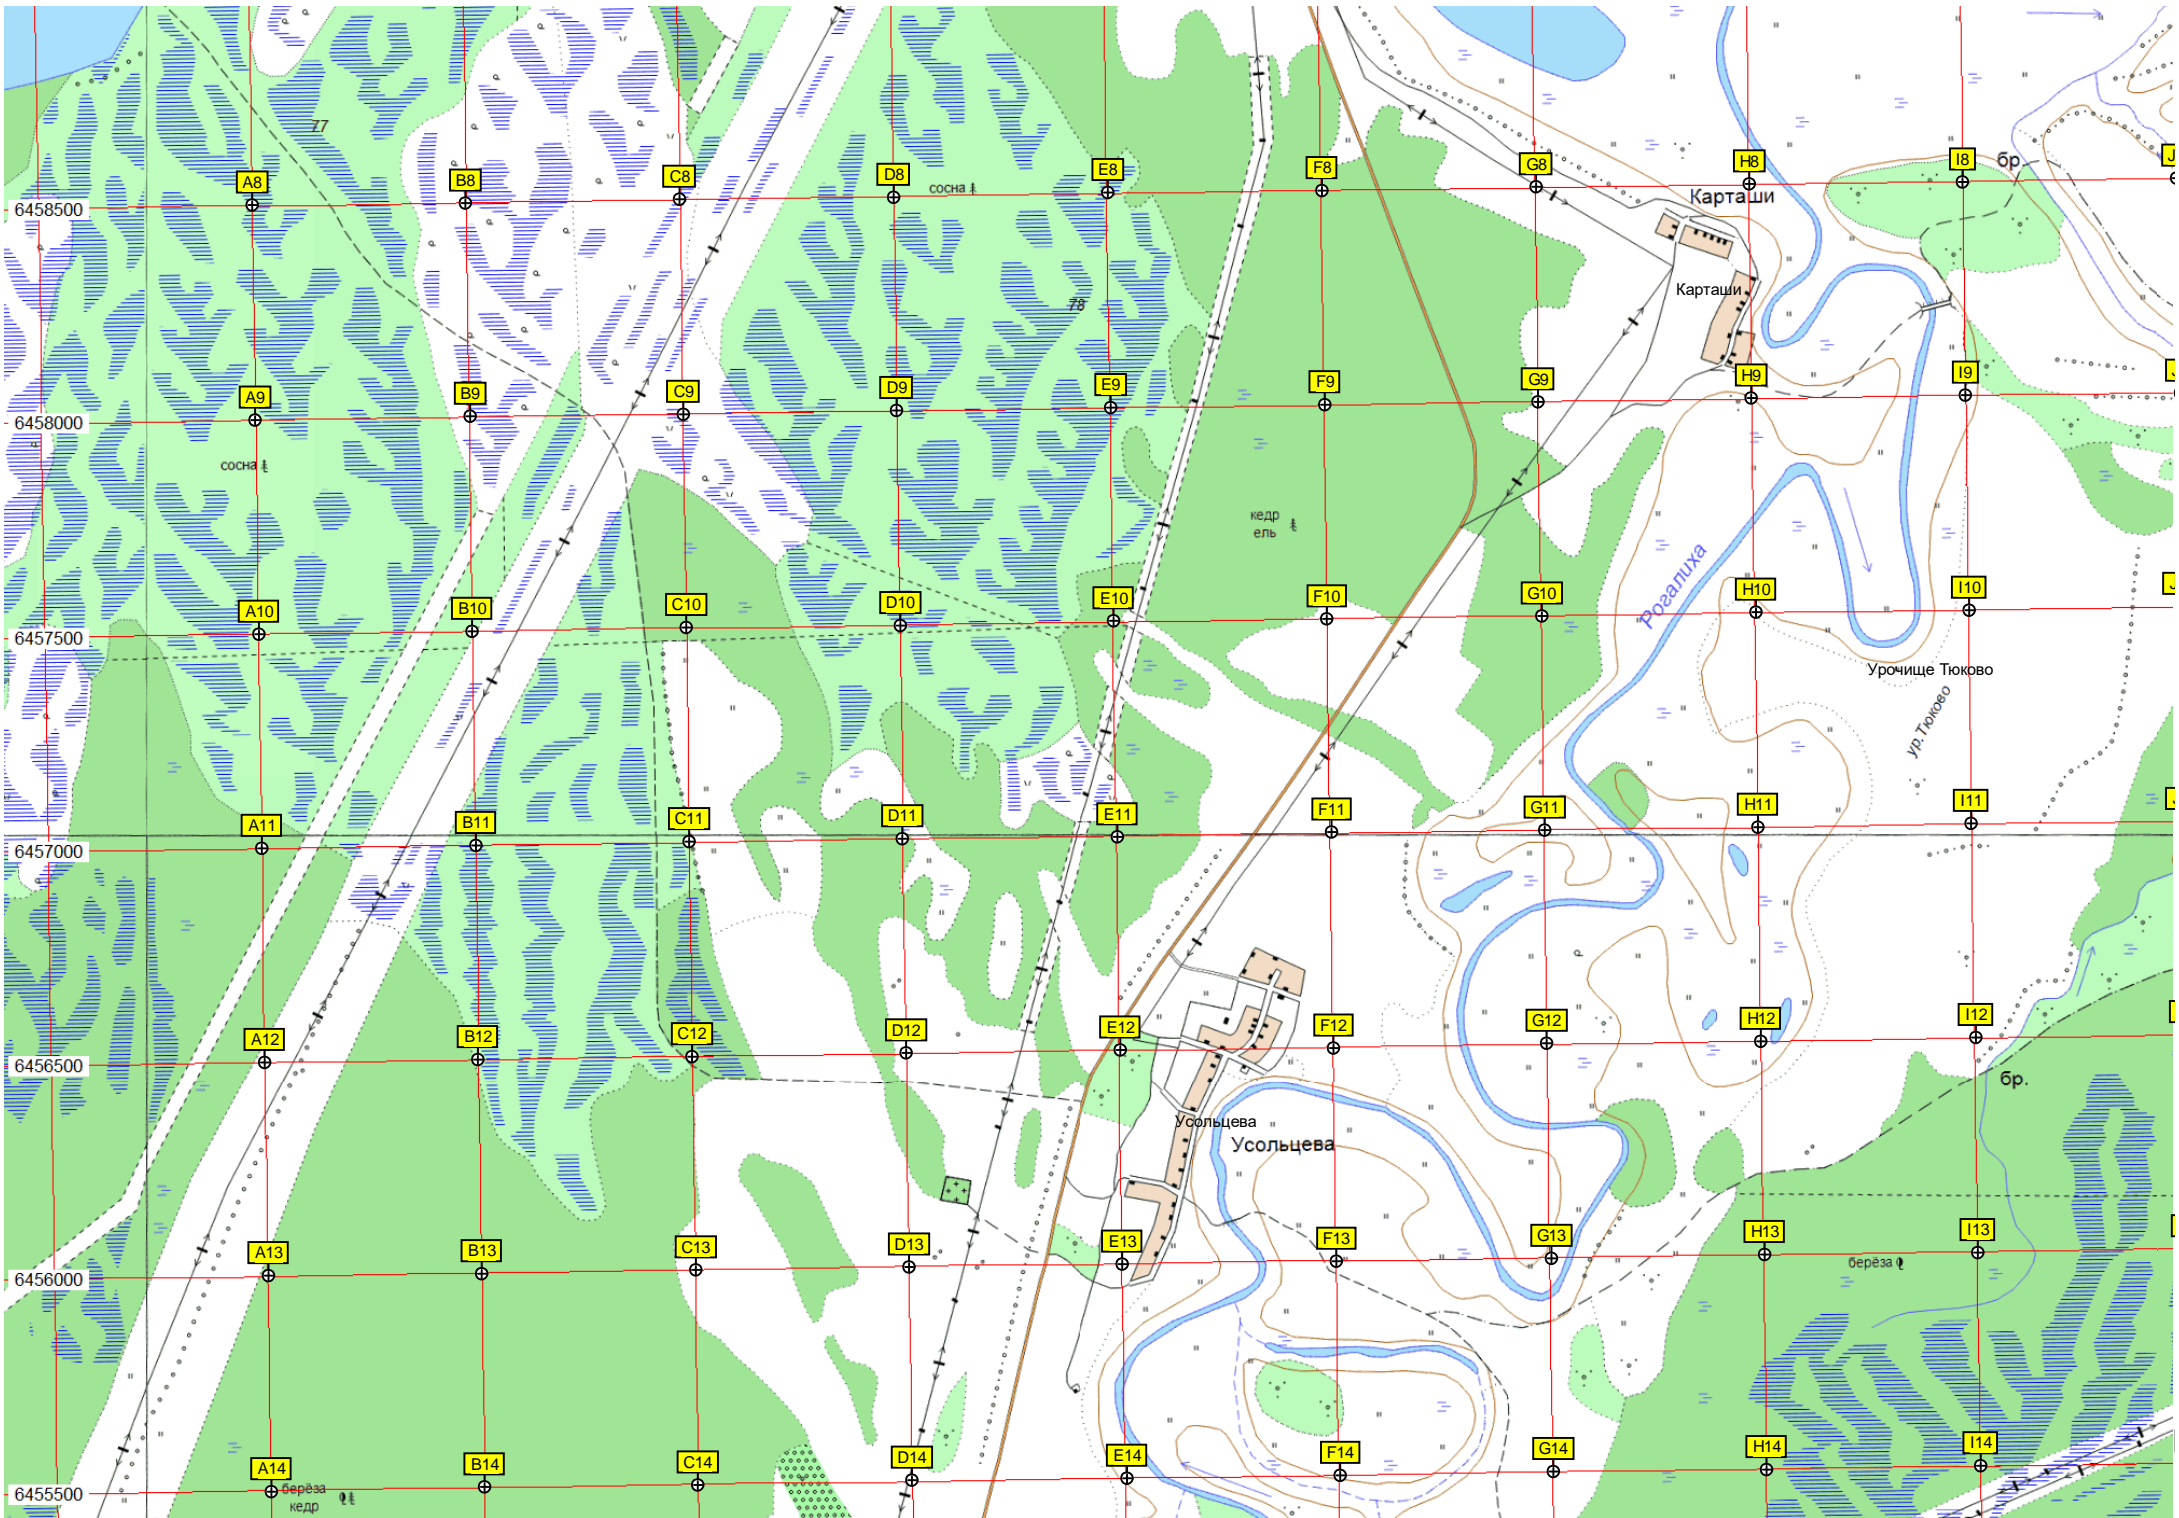 77
бр.
A8
B8
C8
D8
сосна
E8
F8
G8
H8
I8
J
6458500
Карташи
Карташи
78
A9
B9
C9
D9
E9
F9
G9
H9
I9
J
6458000
сосна
кедр
ель
Рогалиха
A10
B10
C10
D10
E10
F10
G10
H10
I10
J
6457500
Урочище Тюково
ур.Тюково
A11
B11
C11
D11
E11
F11
G11
H11
I11
J
6457000
A12
B12
C12
D12
E12
F12
G12
H12
I12
6456500
бр.
Усольцева
Усольцева
A13
B13
C13
D13
E13
F13
G13
H13
I13
6456000
берёза
A14
B14
C14
D14
E14
F14
G14
H14
I14
6455500
берёза
кедр